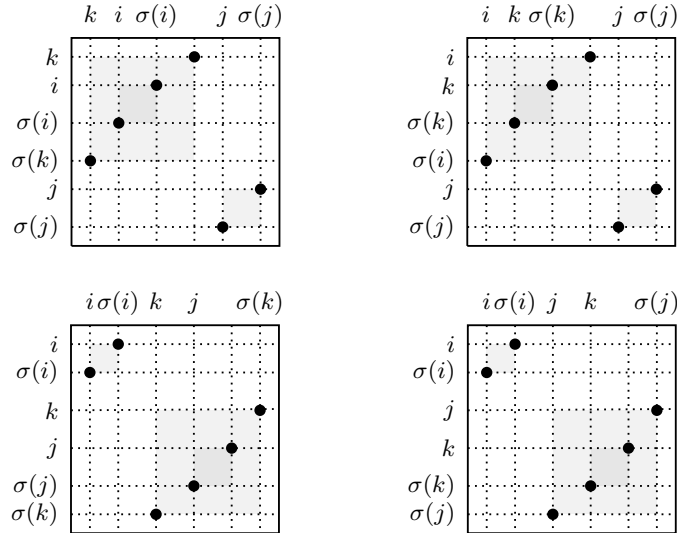 k i σ(i) j σ(j)
k
i
σ(i)
σ(k)
j
σ(j)
i k σ(k) j σ(j)
i
k
σ(k)
σ(i)
j
σ(j)
i σ(i) k j σ(k)
i
σ(i)
k
j
σ(j)
σ(k)
i σ(i) j k σ(j)
i
σ(i)
j
k
σ(k)
σ(j)